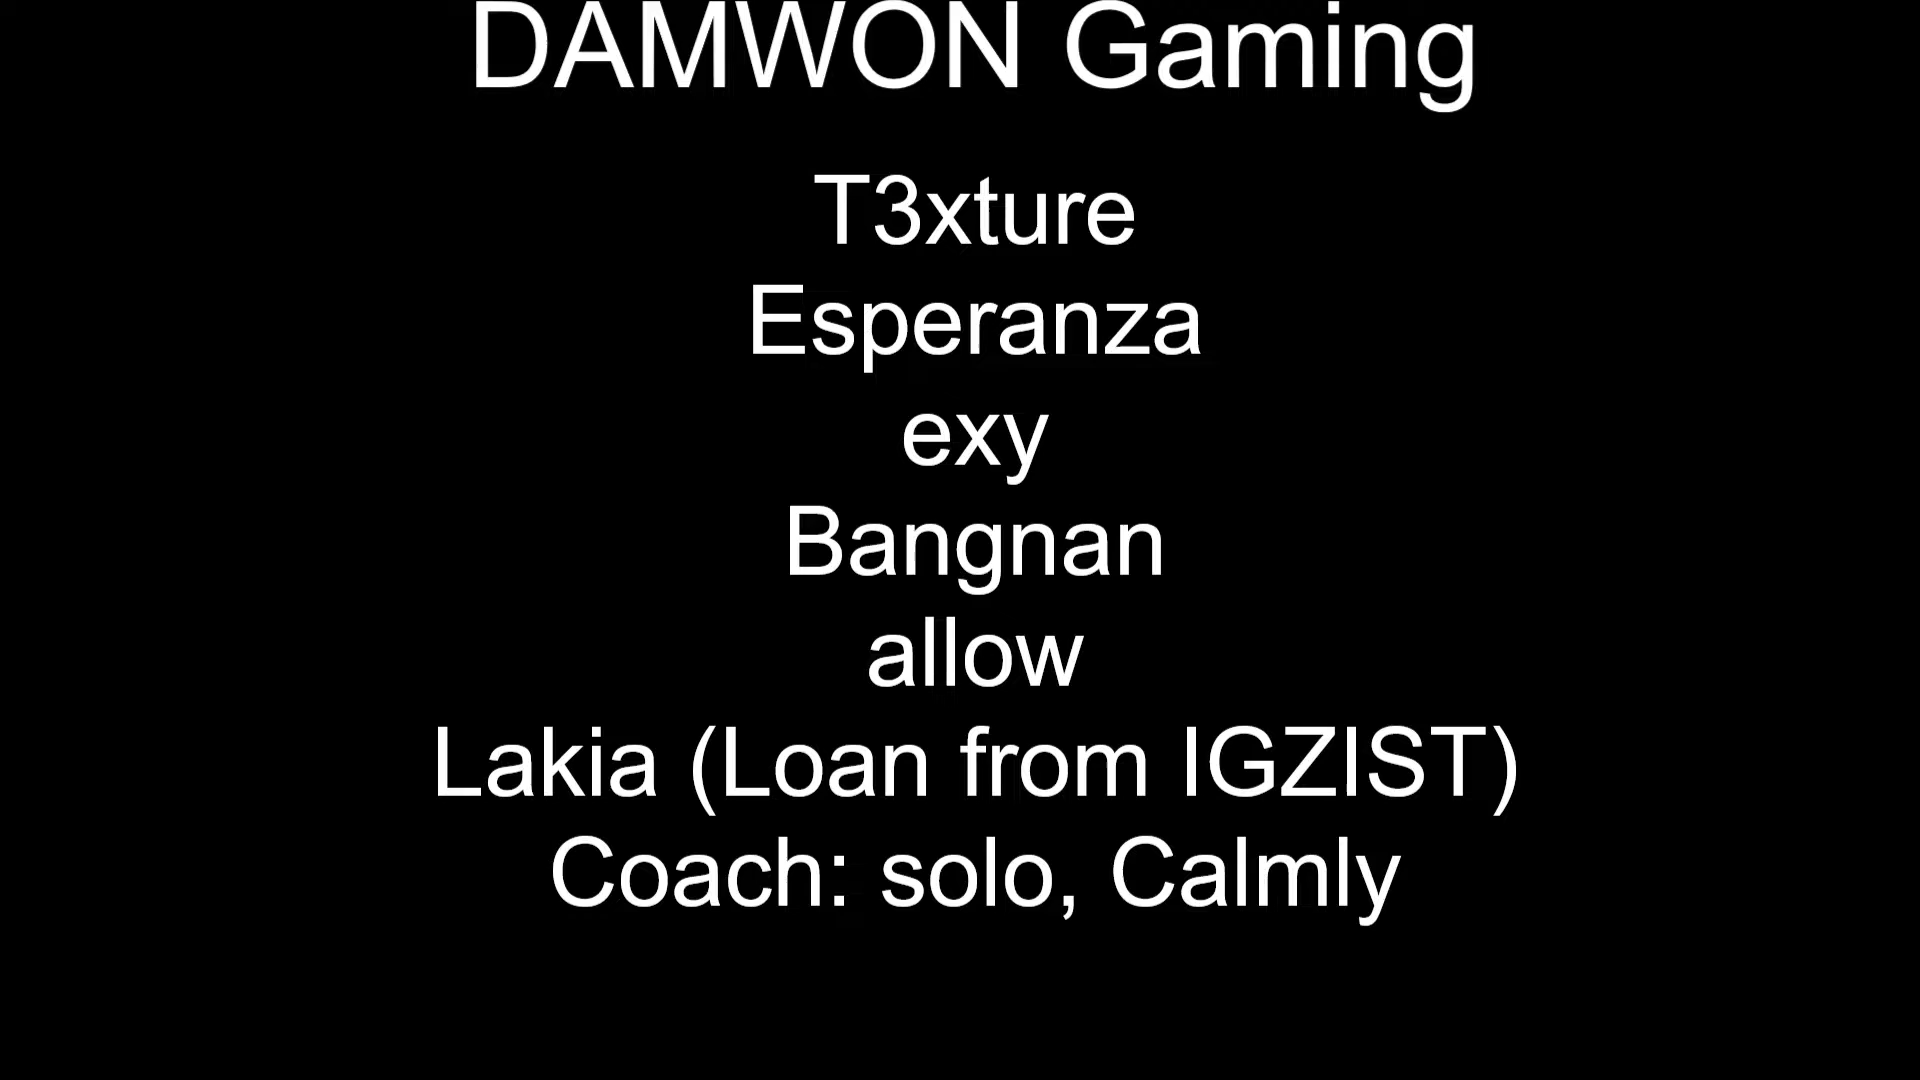 DAMWON Gaming
T3xture
Esperanza
exy
Bangnan
allow
Lakia (Loan from IGZIST)
Coach: solo, Calmly